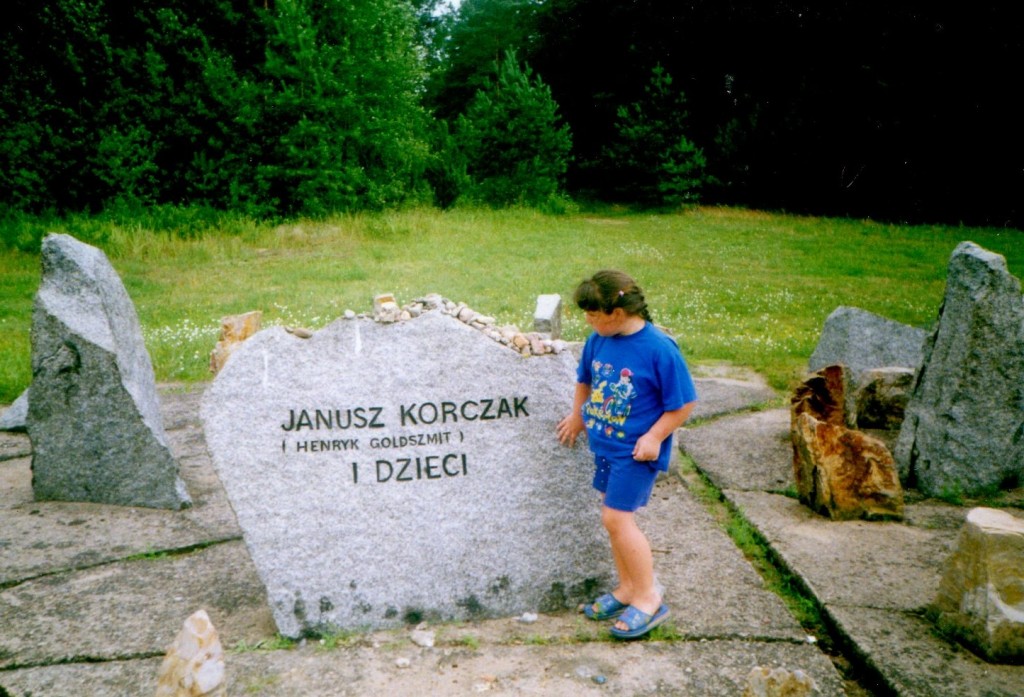 JANUSZ KORCZAK
( HENRYK GOLDSZMIT )
I DZIECI